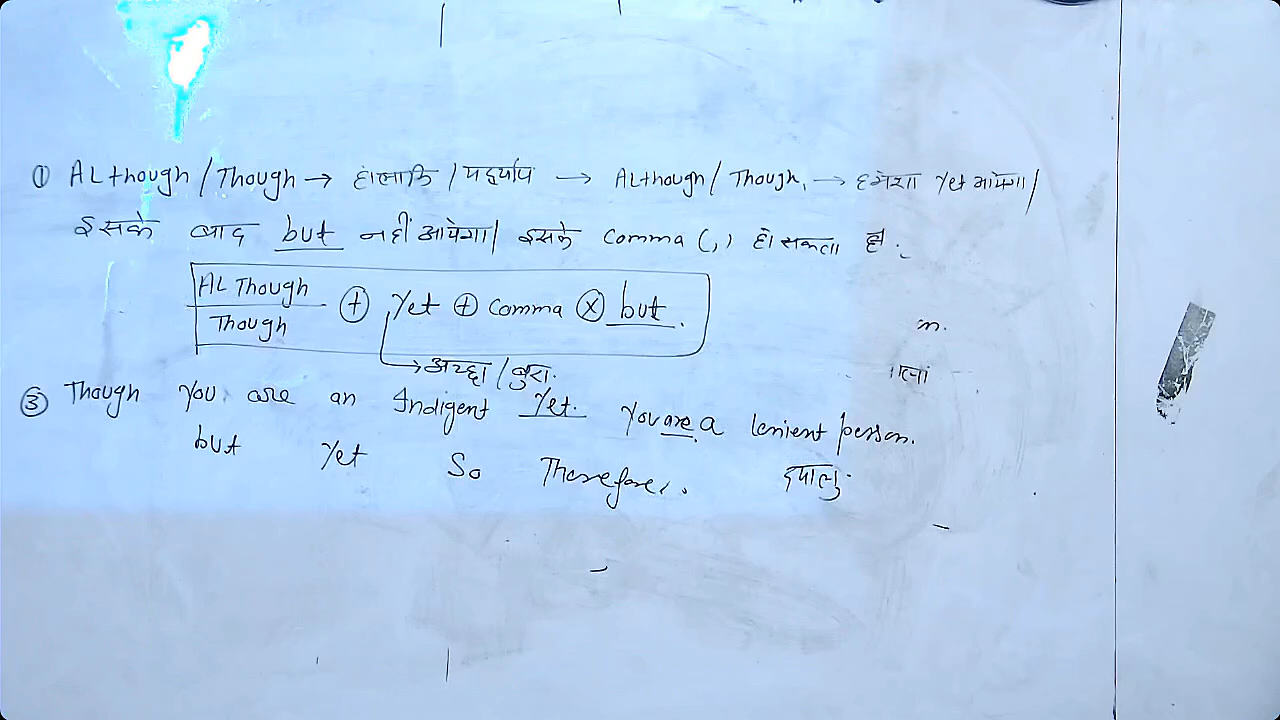 ① Although / Though → हालाकि / यद्यपि → Although / Though, → हमेशा yet आयेगा /
इसके बाद but नहीं आयेगा / इसके comma (,) हो सकता है.
Although / Though ⊕ yet ⊕ comma ⊗ but.
→ अच्छा / बुरा.
③ Though you are an Indigent yet. you are a lenient person.
but yet So Therefore. दयालु.